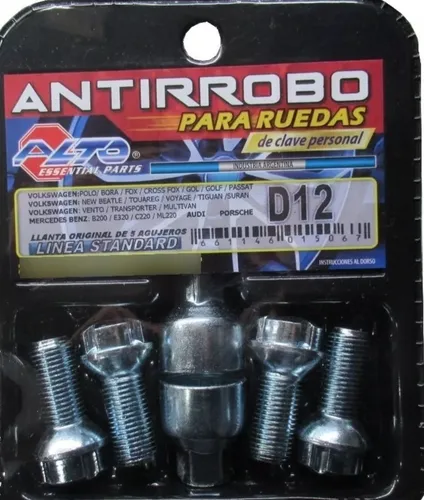 ANTIRROBO
PARA RUEDAS
de clave personal
ALTO®
ESSENTIAL PARTS
INDUSTRIA ARGENTINA
VOLKSWAGEN:POLO/ BORA / FOX / CROSS FOX / GOL / GOLF / PASSAT
VOLKSWAGEN: NEW BEATLE / TOUAREG / VOYAGE / TIGUAN /SURAN
VOLKSWAGEN: VENTO / TRANSPORTER / MULTIVAN
MERCEDES BENZ: B200 / E320 / C220 / ML220 AUDI PORSCHE
D12
LLANTA ORIGINAL DE 5 AGUJEROS
LINEA STANDARD
661146015067
INSTRUCCIONES AL DORSO